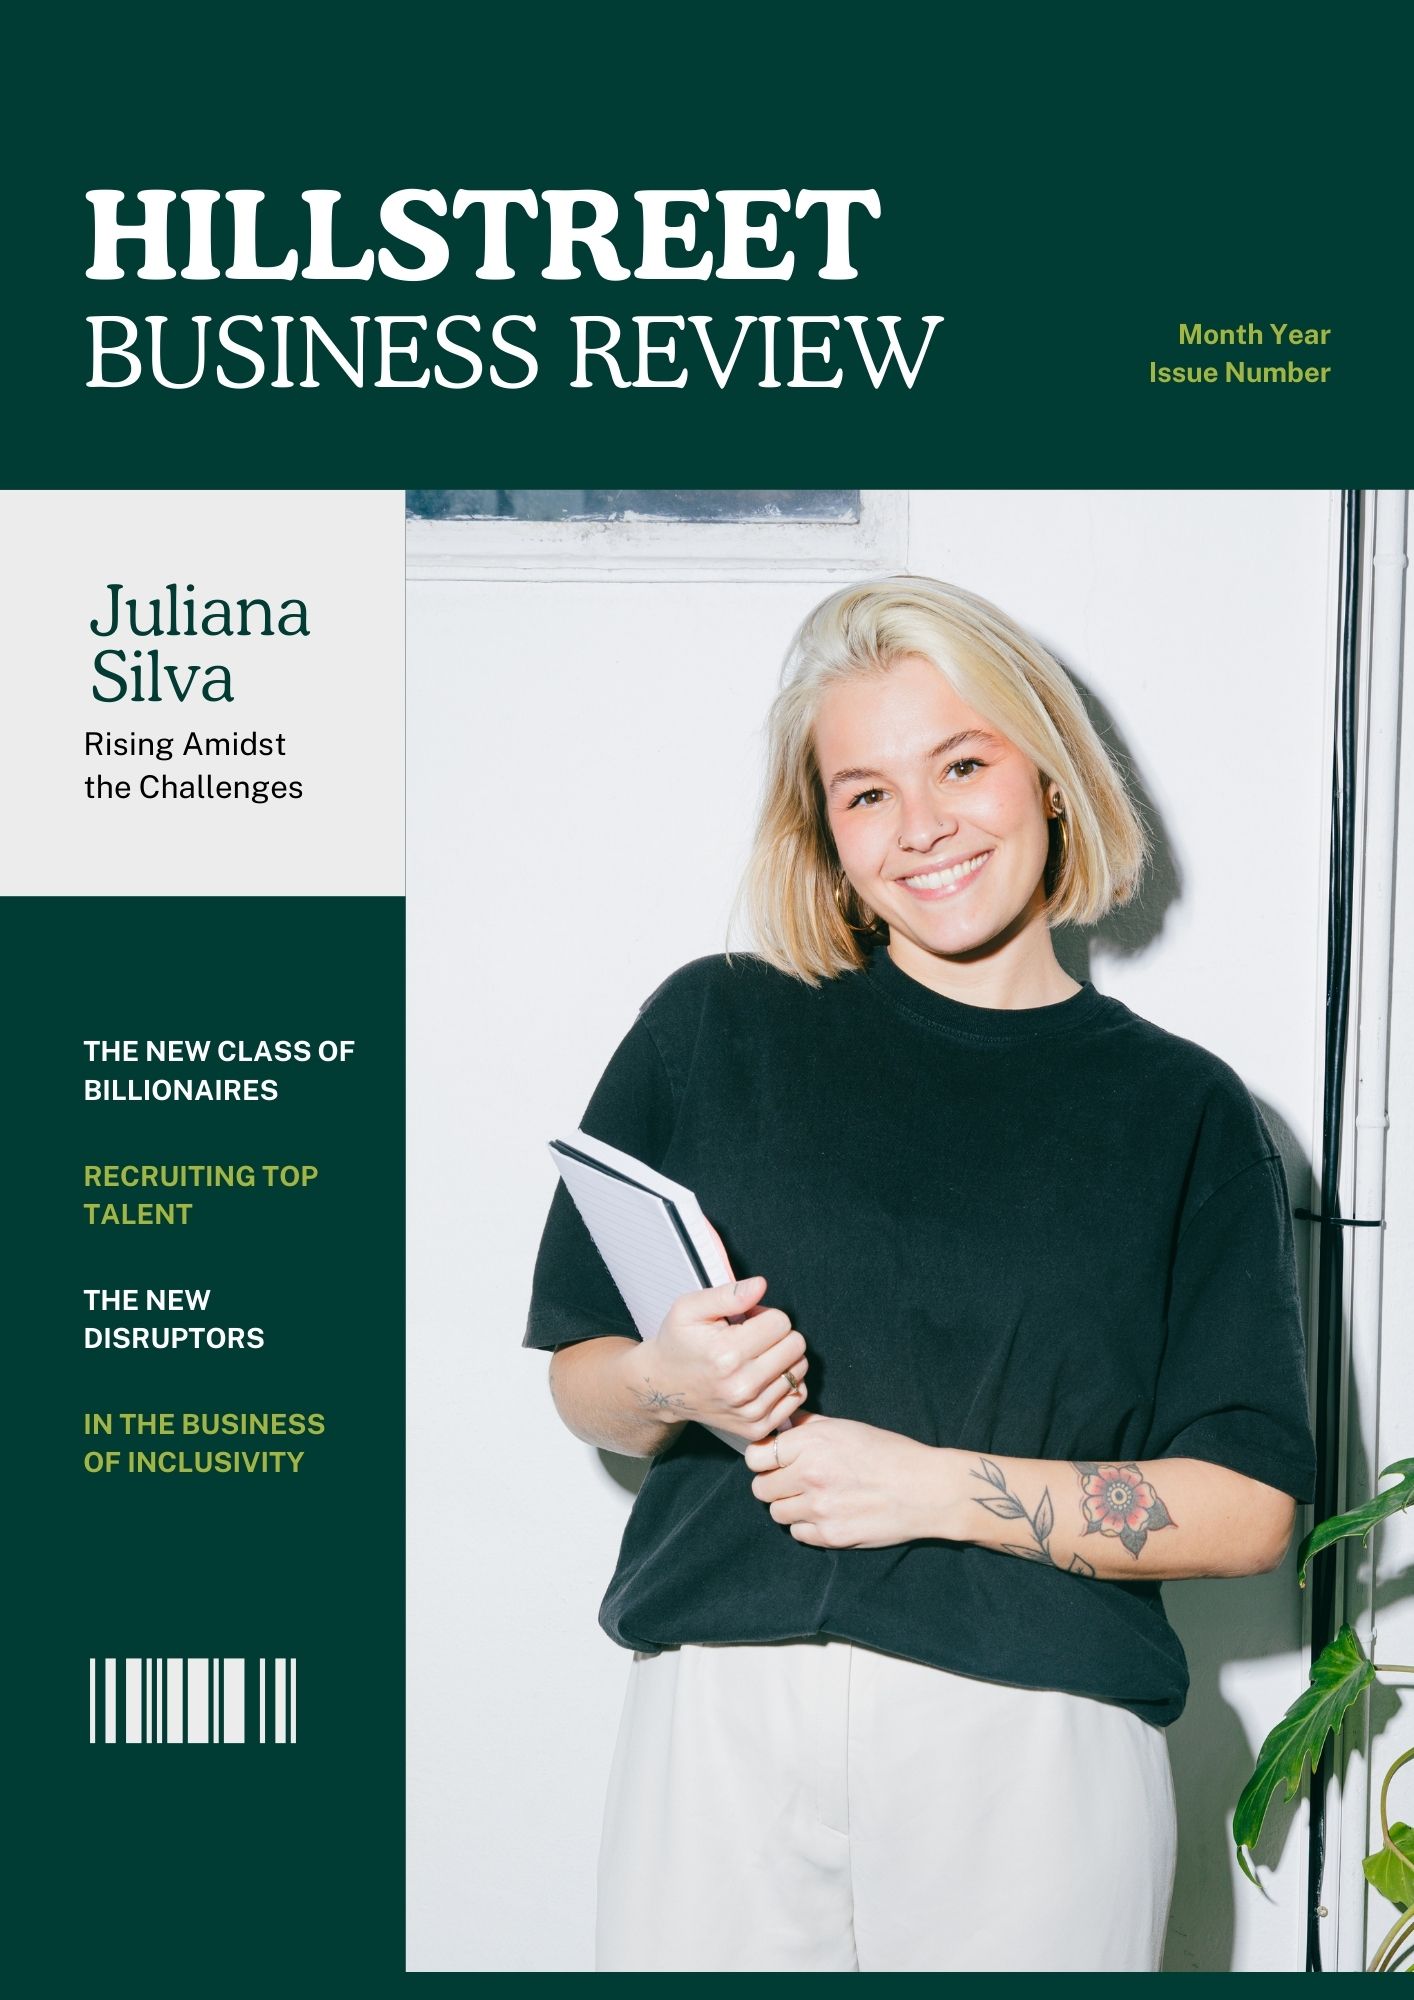 HILLSTREET
BUSINESS REVIEW
Month Year
Issue Number
Juliana
Silva
Rising Amidst
the Challenges
THE NEW CLASS OF
BILLIONAIRES
RECRUITING TOP
TALENT
THE NEW
DISRUPTORS
IN THE BUSINESS
OF INCLUSIVITY